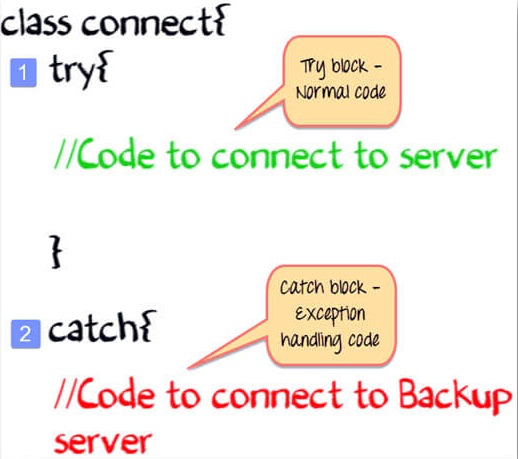 class connect{
1 try{
Try block -
Normal code
//Code to connect to server
}
Catch block -
Exception
handling code
2 catch{
//Code to connect to Backup
server